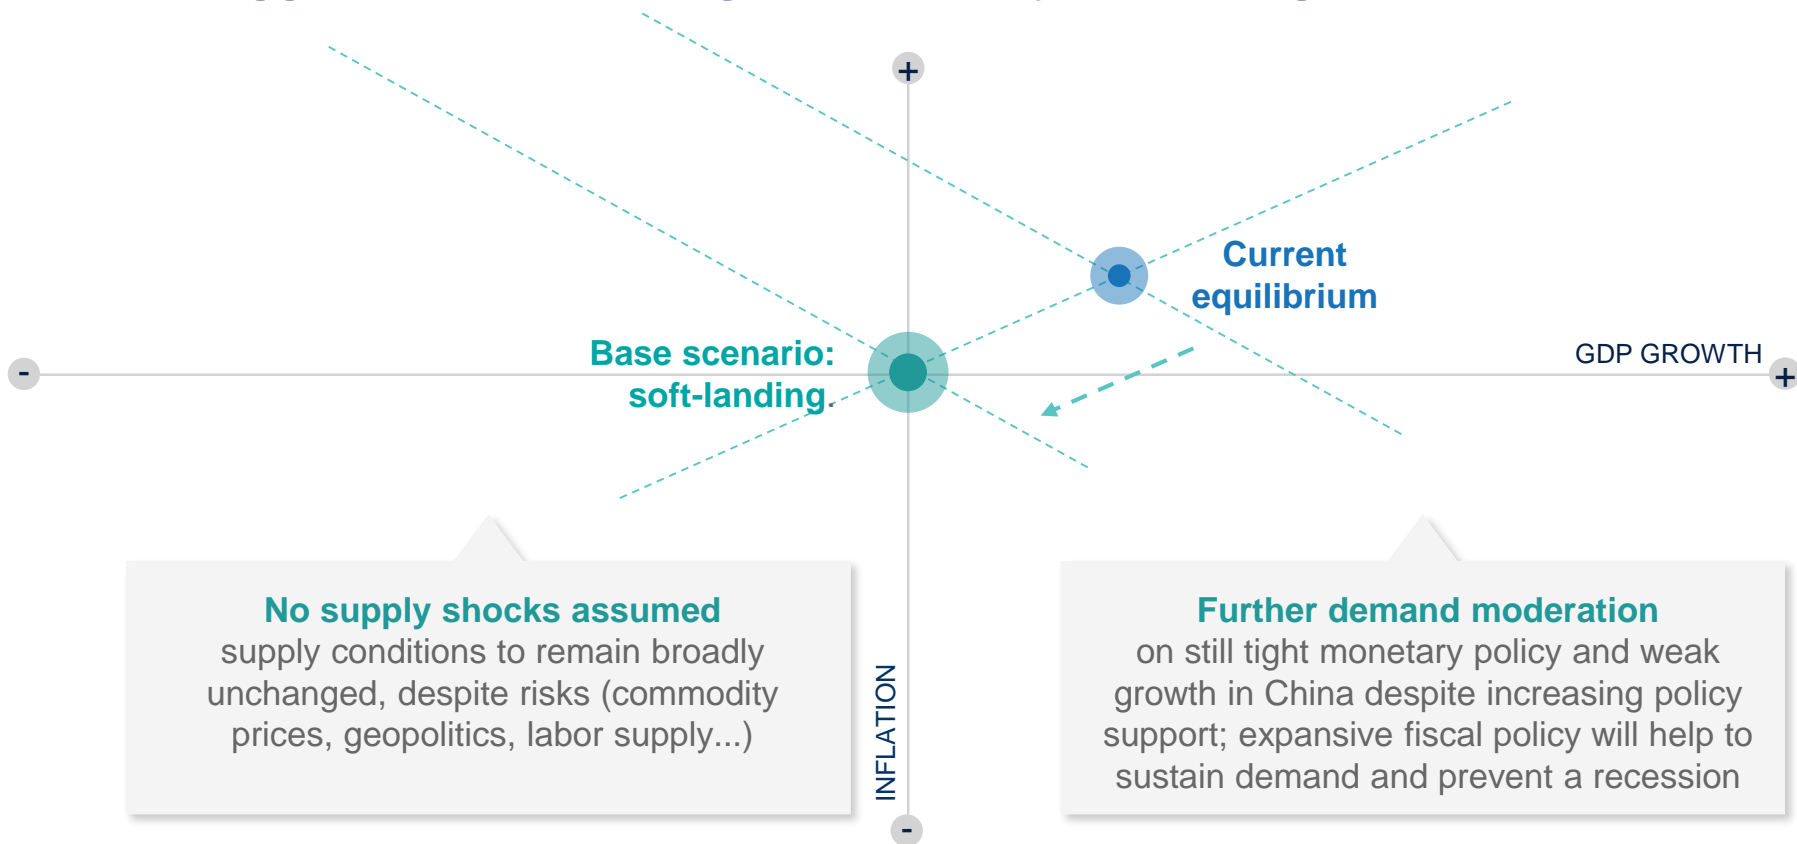 +
Current
equilibrium
Base scenario:
soft-landing.
GDP GROWTH
-
+
No supply shocks assumed
supply conditions to remain broadly
unchanged, despite risks (commodity
prices, geopolitics, labor supply...)
INFLATION
Further demand moderation
on still tight monetary policy and weak
growth in China despite increasing policy
support; expansive fiscal policy will help to
sustain demand and prevent a recession
-